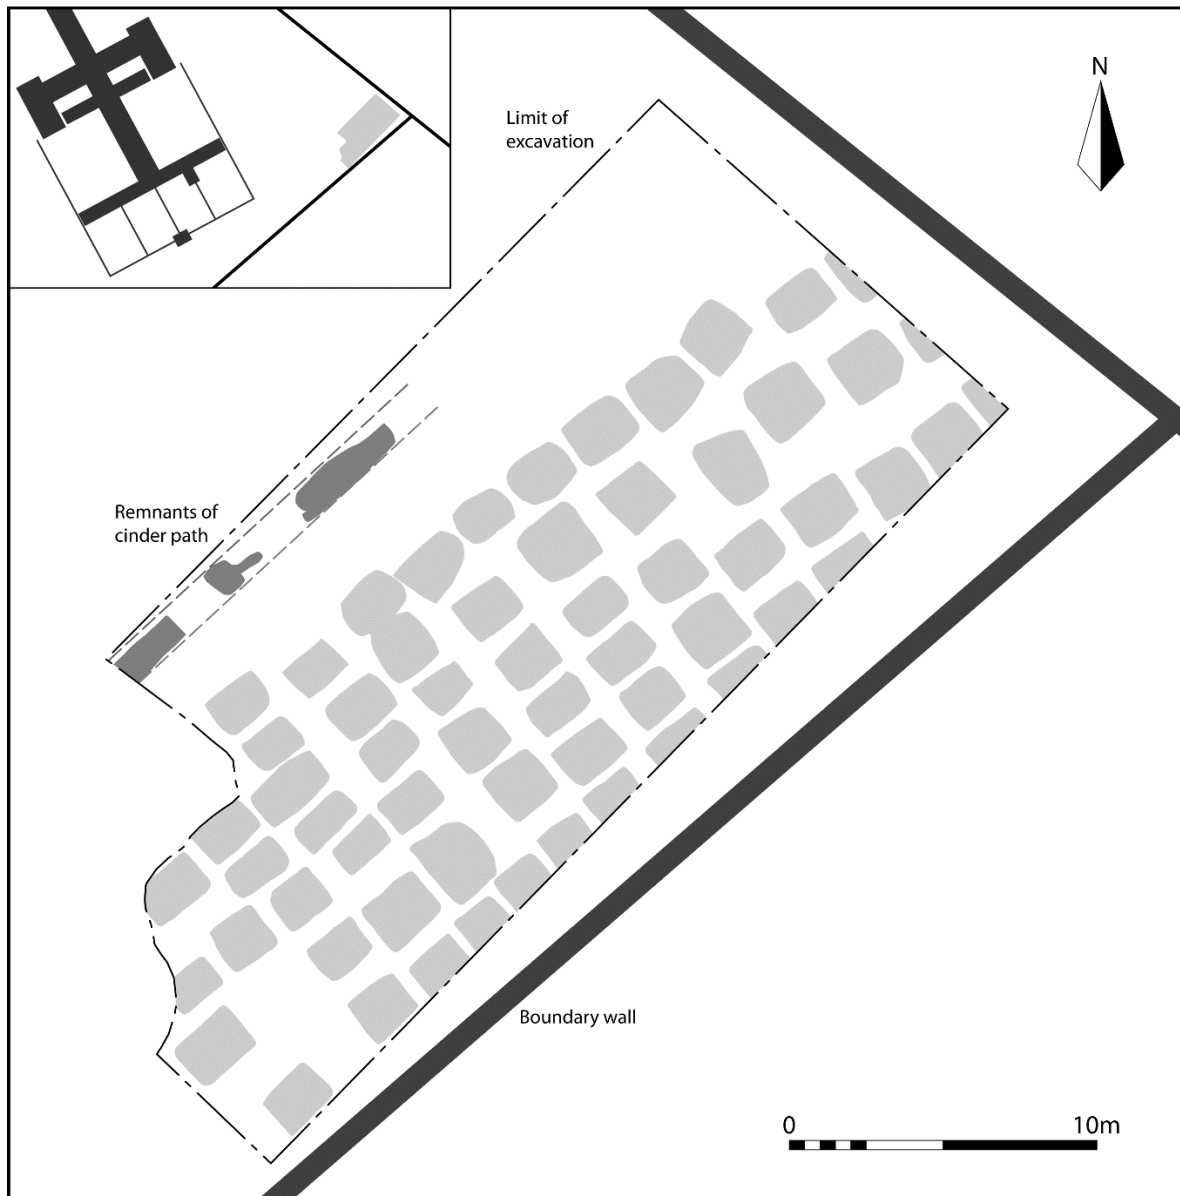 N
Limit of
excavation
Remnants of
cinder path
Boundary wall
0 10m